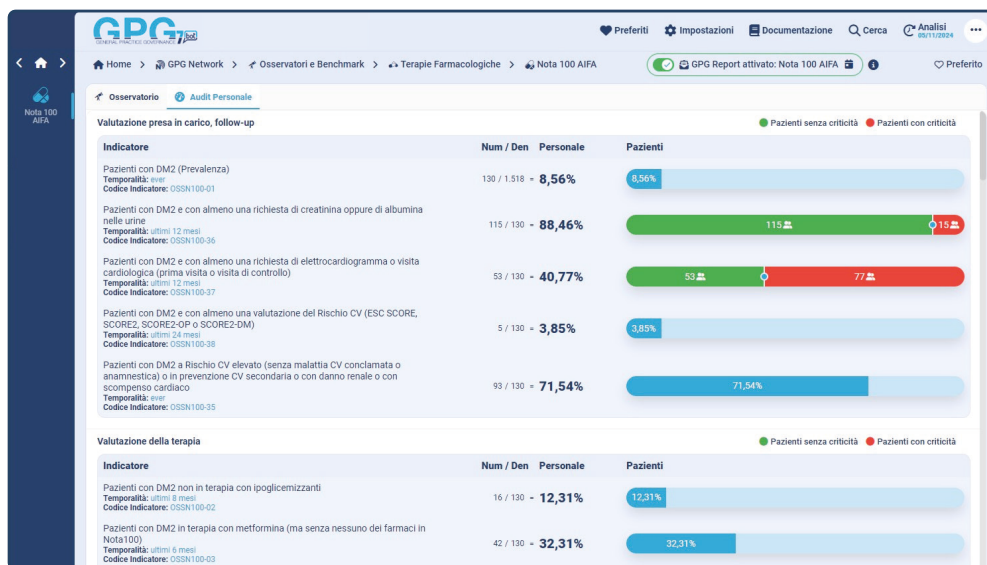 GPG 7 bot
GENERAL PRACTICE GOVERNANCE
Preferiti Impostazioni Documentazione Cerca Analisi
05/11/2024
Home > GPG Network > Osservatori e Benchmark > Terapie Farmacologiche > Nota 100 AIFA
GPG Report attivato: Nota 100 AIFA
Preferito
Nota 100
AIFA
Osservatorio Audit Personale
Valutazione presa in carico, follow-up
Pazienti senza criticità Pazienti con criticità
Indicatore Num / Den Personale Pazienti
Pazienti con DM2 (Prevalenza)
Temporalità: ever
Codice Indicatore: OSSN100-01
130 / 1.518 = 8,56%
8,56%
Pazienti con DM2 e con almeno una richiesta di creatinina oppure di albumina
nelle urine
Temporalità: ultimi 12 mesi
Codice Indicatore: OSSN100-36
115 / 130 = 88,46%
115 15
Pazienti con DM2 e con almeno una richiesta di elettrocardiogramma o visita
cardiologica (prima visita o visita di controllo)
Temporalità: ultimi 12 mesi
Codice Indicatore: OSSN100-37
53 / 130 = 40,77%
53 77
Pazienti con DM2 e con almeno una valutazione del Rischio CV (ESC SCORE,
SCORE2, SCORE2-OP o SCORE2-DM)
Temporalità: ultimi 24 mesi
Codice Indicatore: OSSN100-38
5 / 130 = 3,85%
3,85%
Pazienti con DM2 a Rischio CV elevato (senza malattia CV conclamata o
anamnestica) o in prevenzione CV secondaria o con danno renale o con
scompenso cardiaco
Temporalità: ever
Codice Indicatore: OSSN100-35
93 / 130 = 71,54%
71,54%
Valutazione della terapia
Pazienti senza criticità Pazienti con criticità
Indicatore Num / Den Personale Pazienti
Pazienti con DM2 non in terapia con ipoglicemizzanti
Temporalità: ultimi 8 mesi
Codice Indicatore: OSSN100-02
16 / 130 = 12,31%
12,31%
Pazienti con DM2 in terapia con metformina (ma senza nessuno dei farmaci in
Nota100)
Temporalità: ultimi 6 mesi
Codice Indicatore: OSSN100-03
42 / 130 = 32,31%
32,31%